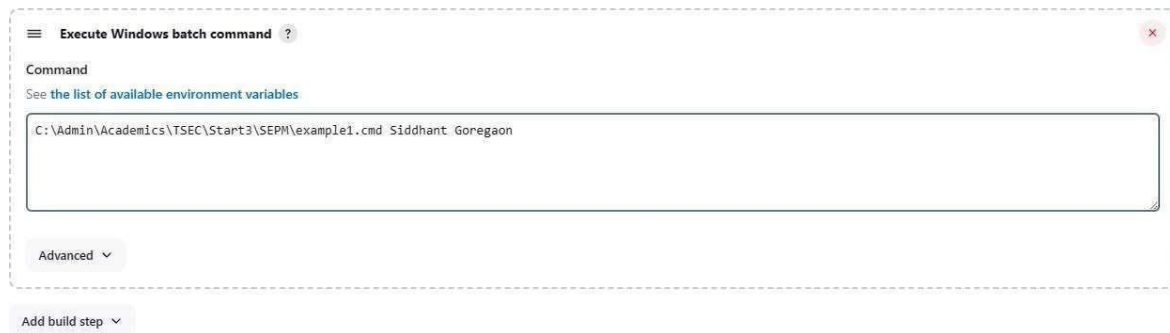 Execute Windows batch command ?
Command
See the list of available environment variables
C:\Admin\Academics\TSEC\Start3\SEPM\example1.cmd Siddhant Goregaon
Advanced
Add build step